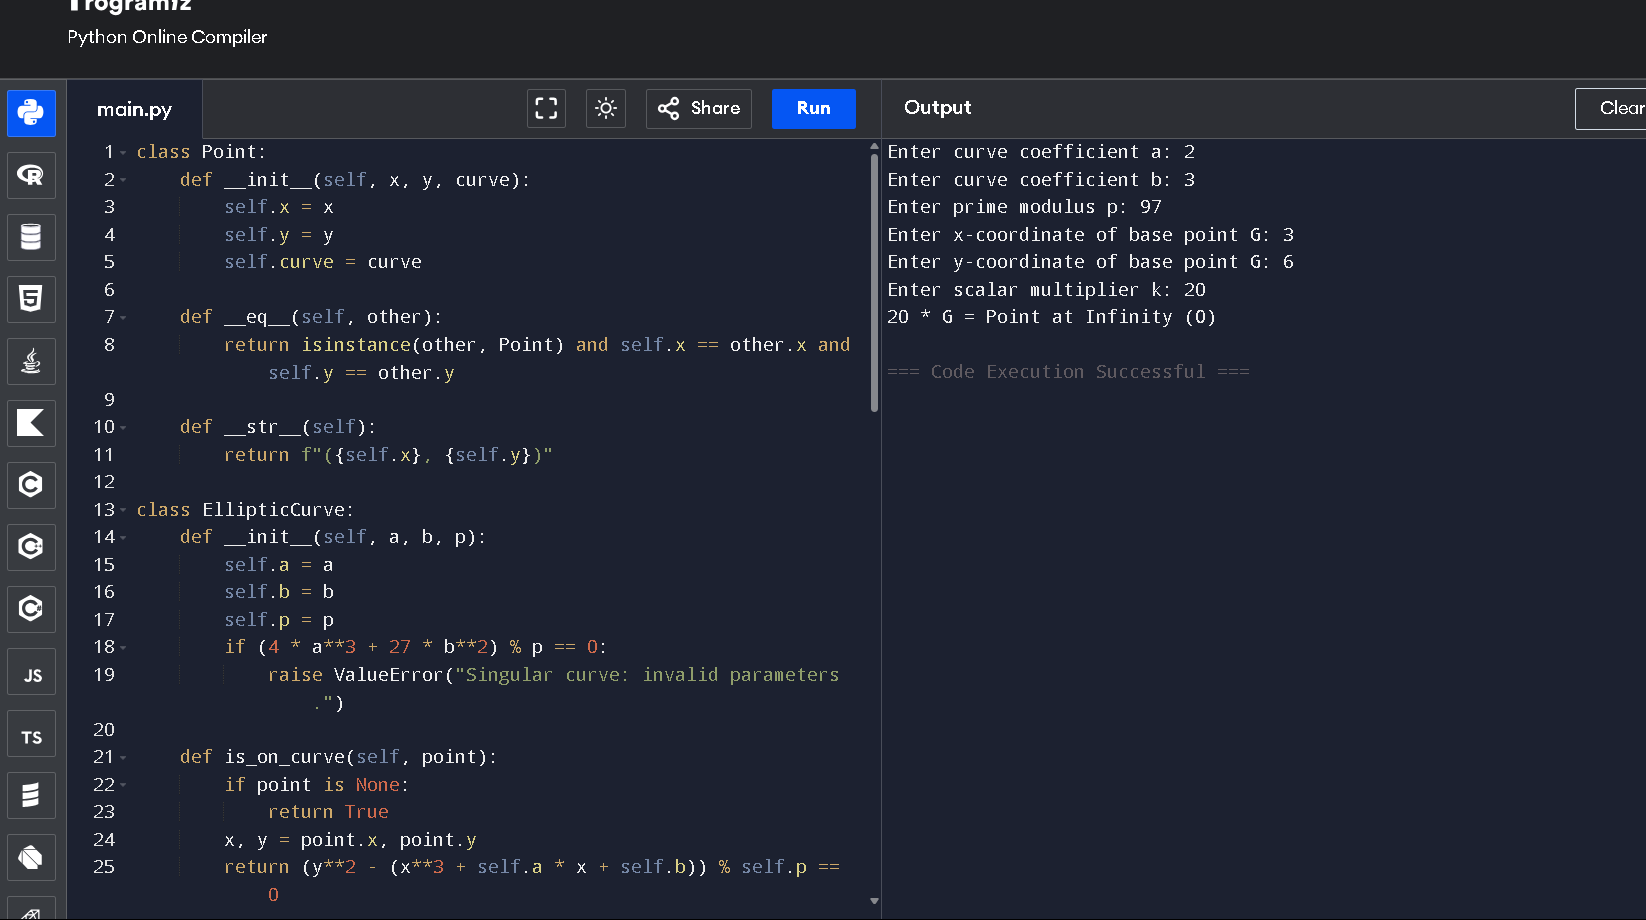 Programiz
Python Online Compiler
main.py
Share
Run
Output
Clear
1 class Point:
2 def __init__(self, x, y, curve):
3 self.x = x
4 self.y = y
5 self.curve = curve
6
7 def __eq__(self, other):
8 return isinstance(other, Point) and self.x == other.x and
self.y == other.y
9
10 def __str__(self):
11 return f"({self.x}, {self.y})"
12
13 class EllipticCurve:
14 def __init__(self, a, b, p):
15 self.a = a
16 self.b = b
17 self.p = p
18 if (4 * a**3 + 27 * b**2) % p == 0:
19 raise ValueError("Singular curve: invalid parameters
.")
20
21 def is_on_curve(self, point):
22 if point is None:
23 return True
24 x, y = point.x, point.y
25 return (y**2 - (x**3 + self.a * x + self.b)) % self.p ==
0
Enter curve coefficient a: 2
Enter curve coefficient b: 3
Enter prime modulus p: 97
Enter x-coordinate of base point G: 3
Enter y-coordinate of base point G: 6
Enter scalar multiplier k: 20
20 * G = Point at Infinity (O)
=== Code Execution Successful ===
JS
TS